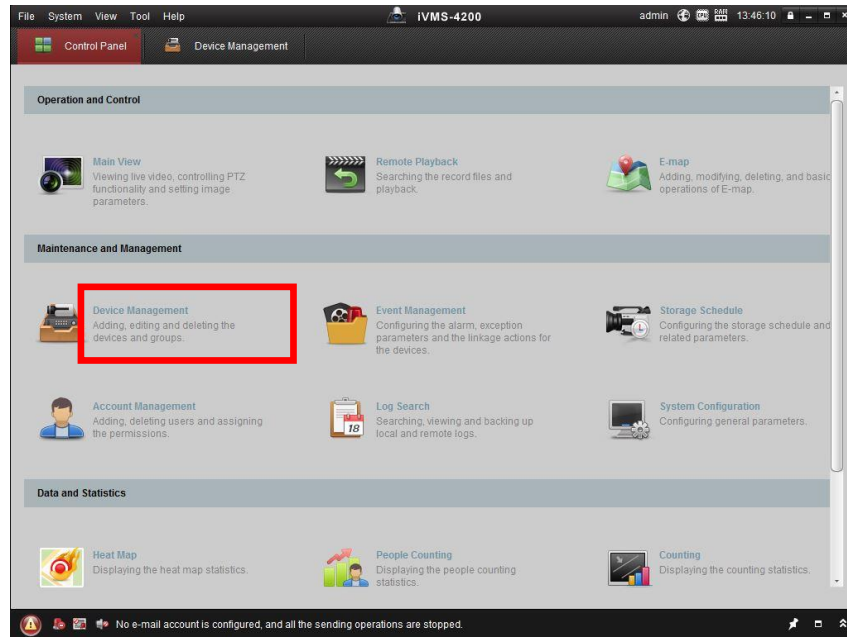 File System View Tool Help iVMS-4200 admin CPU RAM 13:46:10
Control Panel Device Management
Operation and Control
Main View
Viewing live video, controlling PTZ
functionality and setting image
parameters.
Remote Playback
Searching the record files and
playback.
E-map
Adding, modifying, deleting, and basic
operations of E-map.
Maintenance and Management
Device Management
Adding, editing and deleting the
devices and groups.
Event Management
Configuring the alarm, exception
parameters and the linkage actions for
the devices.
Storage Schedule
Configuring the storage schedule and
related parameters.
Account Management
Adding, deleting users and assigning
the permissions.
18
Log Search
Searching, viewing and backing up
local and remote logs.
System Configuration
Configuring general parameters.
Data and Statistics
Heat Map
Displaying the heat map statistics.
People Counting
Displaying the people counting
statistics.
Counting
Displaying the counting statistics.
No e-mail account is configured, and all the sending operations are stopped.